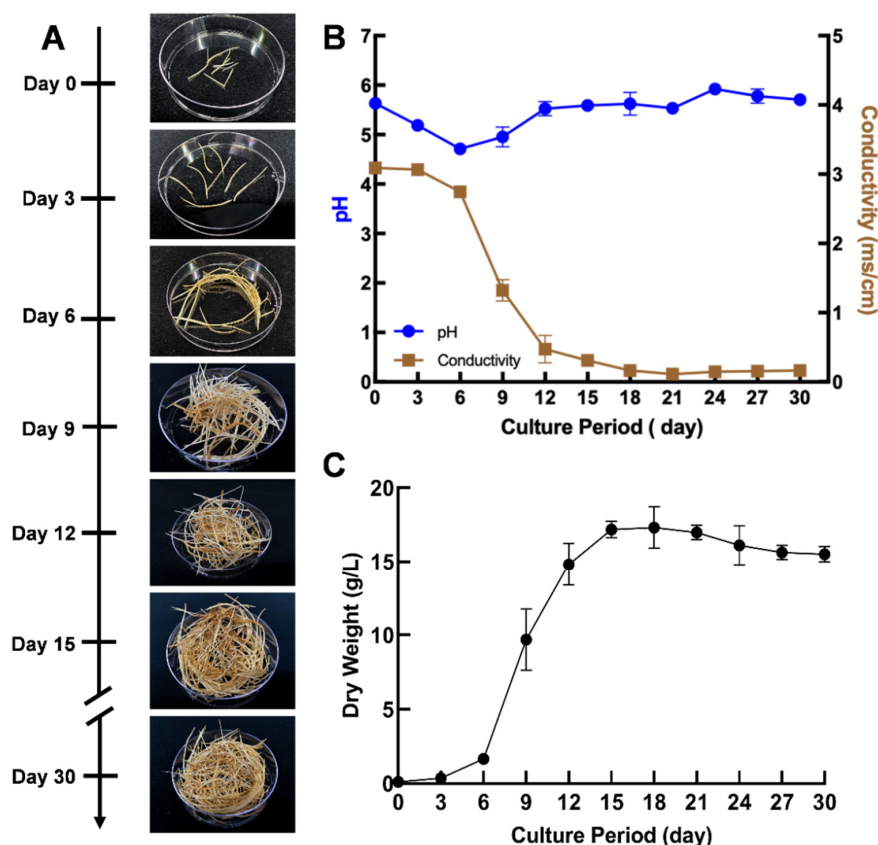 A
Day 0
Day 3
Day 6
Day 9
Day 12
Day 15
Day 30
B
7
6
5
4
3
2
1
0
pH
5
4
3
2
1
0
Conductivity (ms/cm)
pH
Conductivity
0 3 6 9 12 15 18 21 24 27 30
Culture Period ( day)
C
20
15
10
5
0
Dry Weight (g/L)
0 3 6 9 12 15 18 21 24 27 30
Culture Period (day)